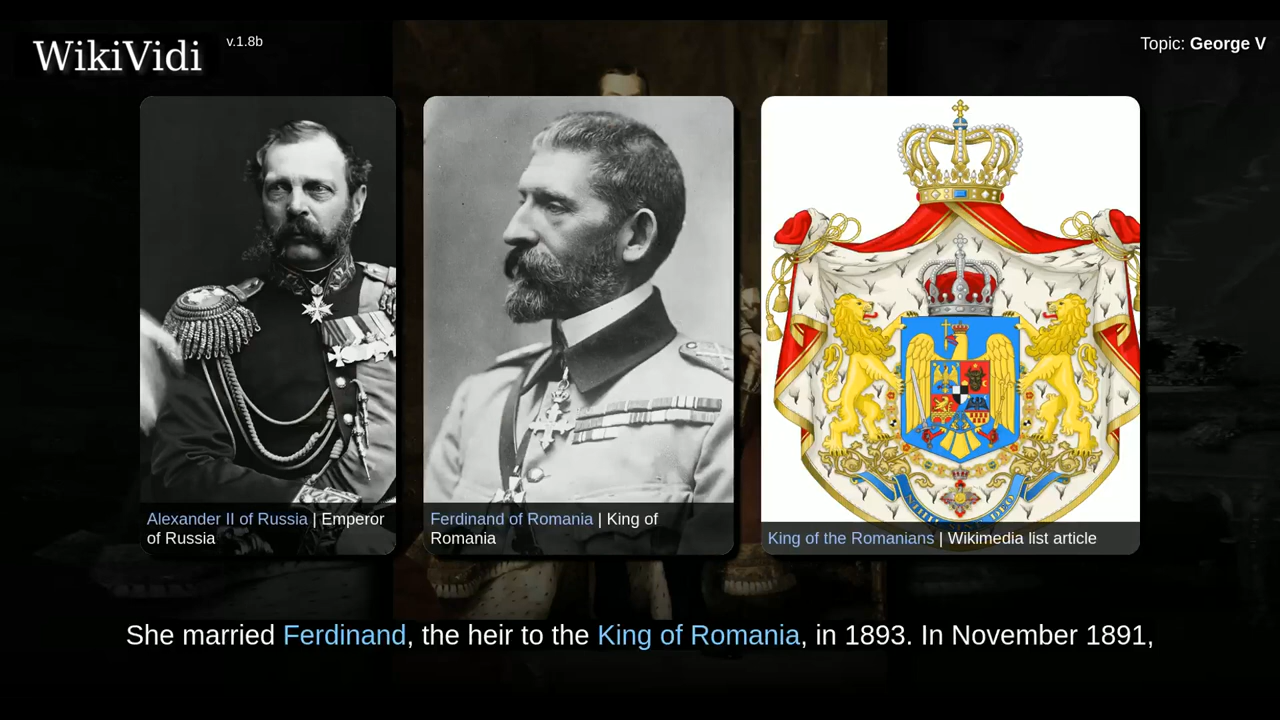 WikiVidi
v.1.8b
Topic: George V
Alexander II of Russia | Emperor
of Russia
Ferdinand of Romania | King of
Romania
King of the Romanians | Wikimedia list article
She married Ferdinand, the heir to the King of Romania, in 1893. In November 1891,